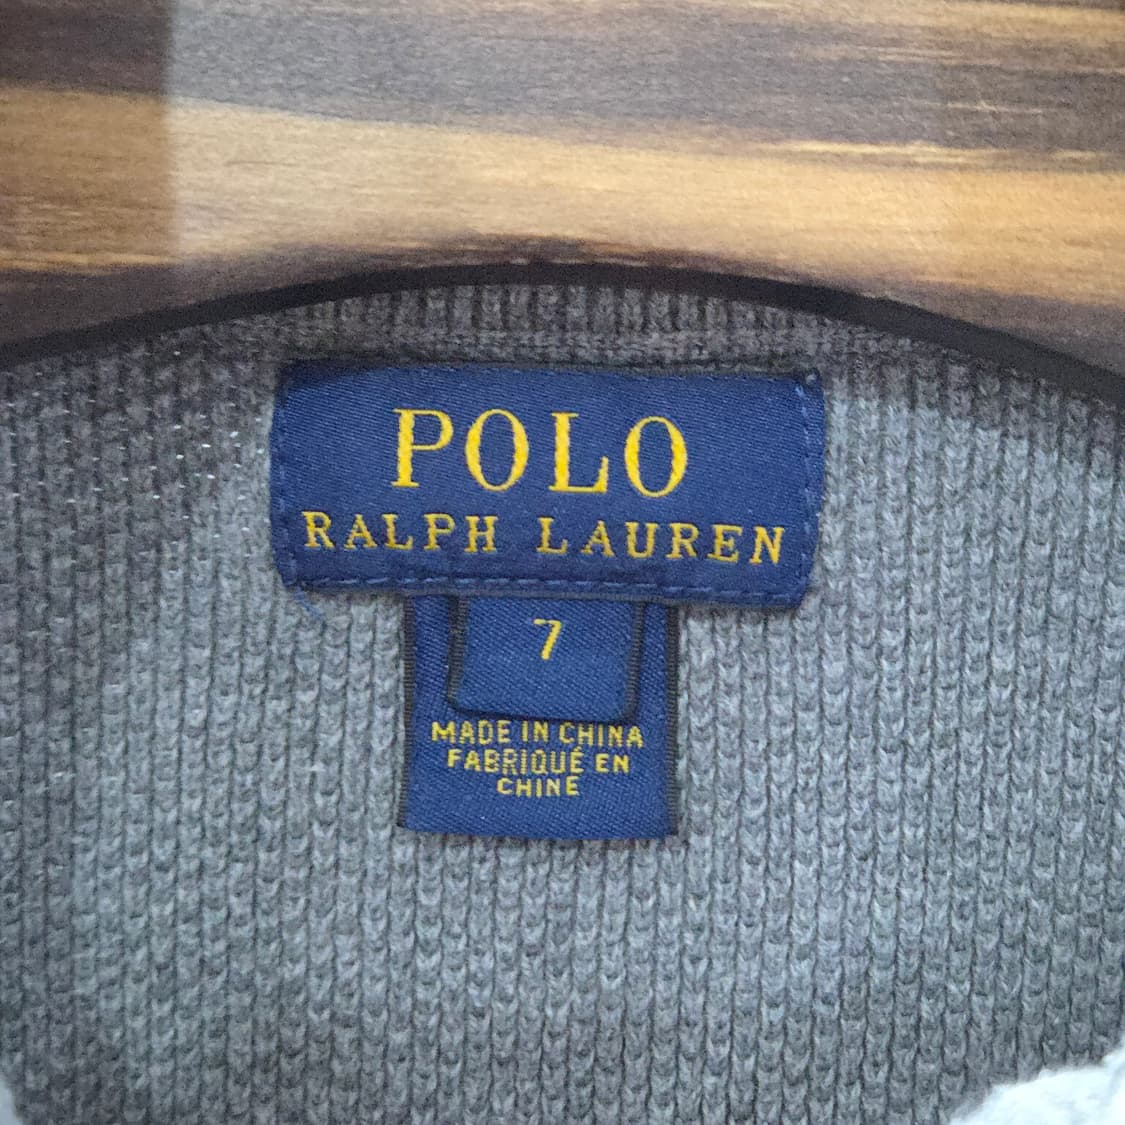 POLO
RALPH LAUREN
7
MADE IN CHINA
FABRIQUÉ EN
CHINE